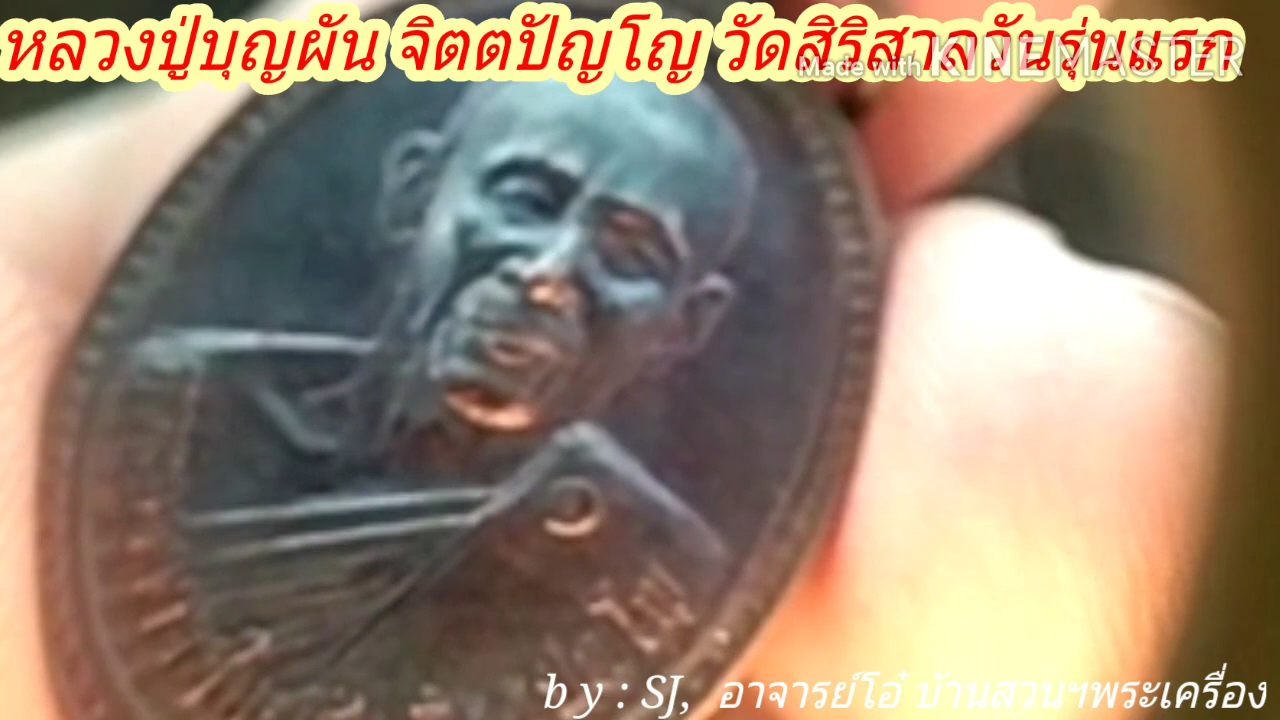 หลวงปู่บุญผัน จิตตปัญโญ วัดสิริสาลวันรุ่นแรก
Made with KINEMASTER
by : SJ, อาจารย์โอ๋ บ้านสวนฯพระเครื่อง